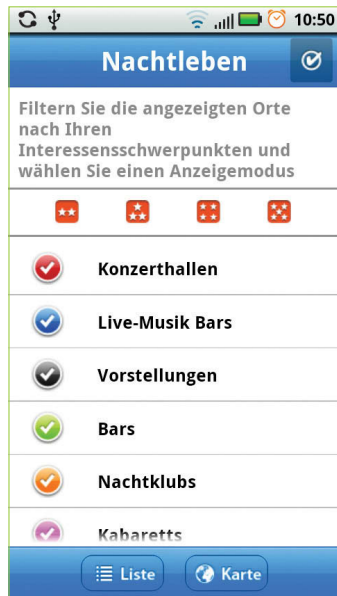 10:50
Nachtleben
Filtern Sie die angezeigten Orte
nach Ihren
Interessensschwerpunkten und
wählen Sie einen Anzeigemodus
Konzerthallen
Live-Musik Bars
Vorstellungen
Bars
Nachtklubs
Kabaretts
Liste
Karte